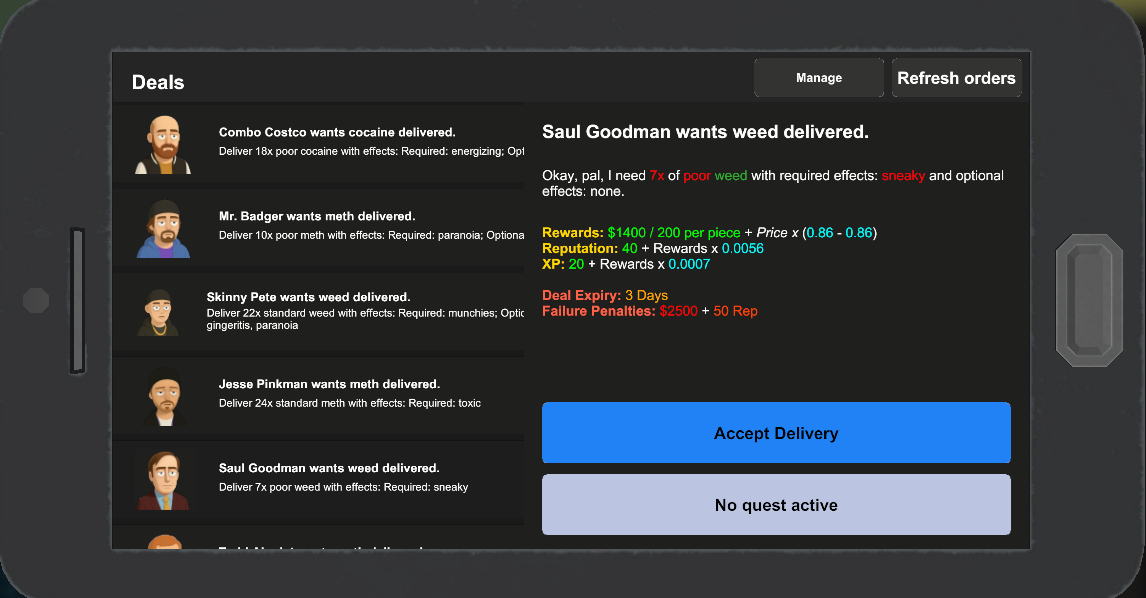 Deals
Manage
Refresh orders
Combo Costco wants cocaine delivered.
Deliver 18x poor cocaine with effects: Required: energizing; Opt
Mr. Badger wants meth delivered.
Deliver 10x poor meth with effects: Required: paranoia; Optiona
Skinny Pete wants weed delivered.
Deliver 22x standard weed with effects: Required: munchies; Optic
gingeritis, paranoia
Jesse Pinkman wants meth delivered.
Deliver 24x standard meth with effects: Required: toxic
Saul Goodman wants weed delivered.
Deliver 7x poor weed with effects: Required: sneaky
Saul Goodman wants weed delivered.
Okay, pal, I need 7x of poor weed with required effects: sneaky and optional
effects: none.
Rewards: $1400 / 200 per piece + Price x (0.86 - 0.86)
Reputation: 40 + Rewards x 0.0056
XP: 20 + Rewards x 0.0007
Deal Expiry: 3 Days
Failure Penalties: $2500 + 50 Rep
Accept Delivery
No quest active